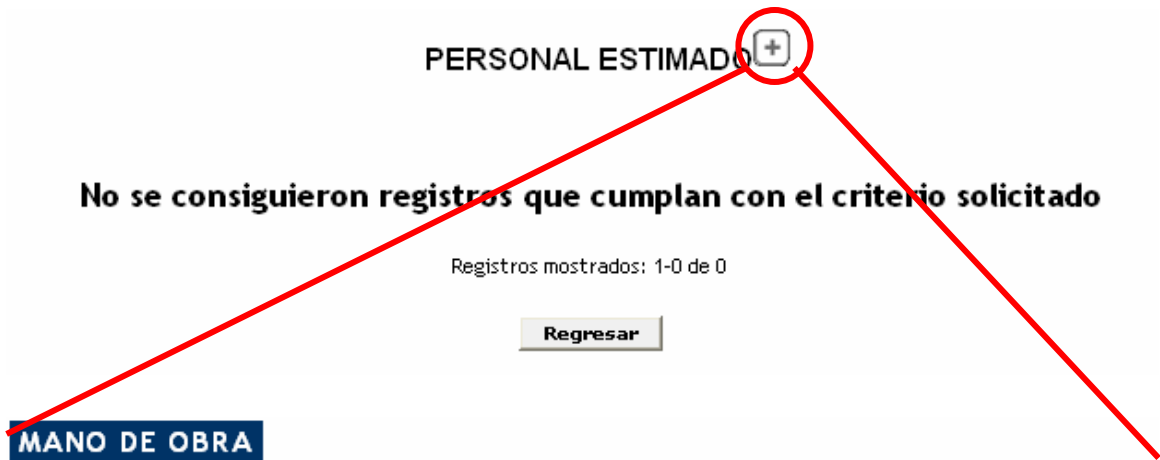 PERSONAL ESTIMADO +
No se consiguieron registros que cumplan con el criterio solicitado
Registros mostrados: 1-0 de 0
Regresar
MANO DE OBRA